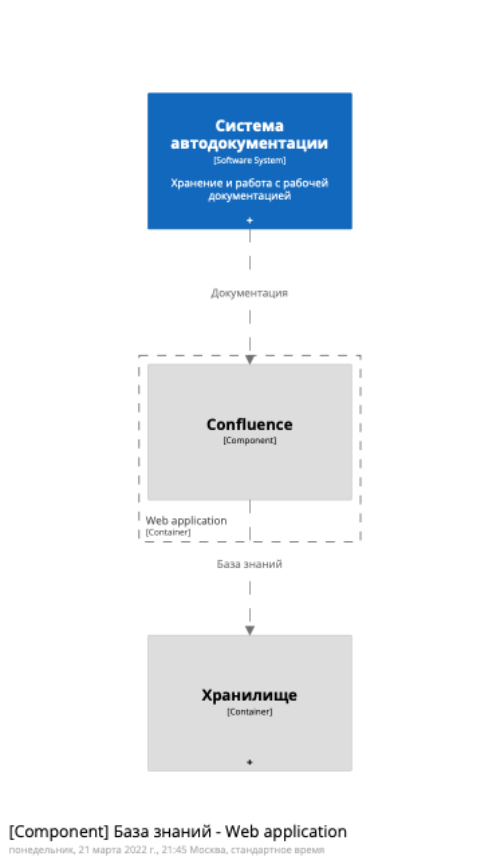 Система
автодокументации
[Software System]
Хранение и работа с рабочей
документацией
+
Документация
Confluence
[Component]
Web application
[Container]
База знаний
Хранилище
[Container]
+
[Component] База знаний - Web application
понедельник, 21 марта 2022 г., 21:45 Москва, стандартное время